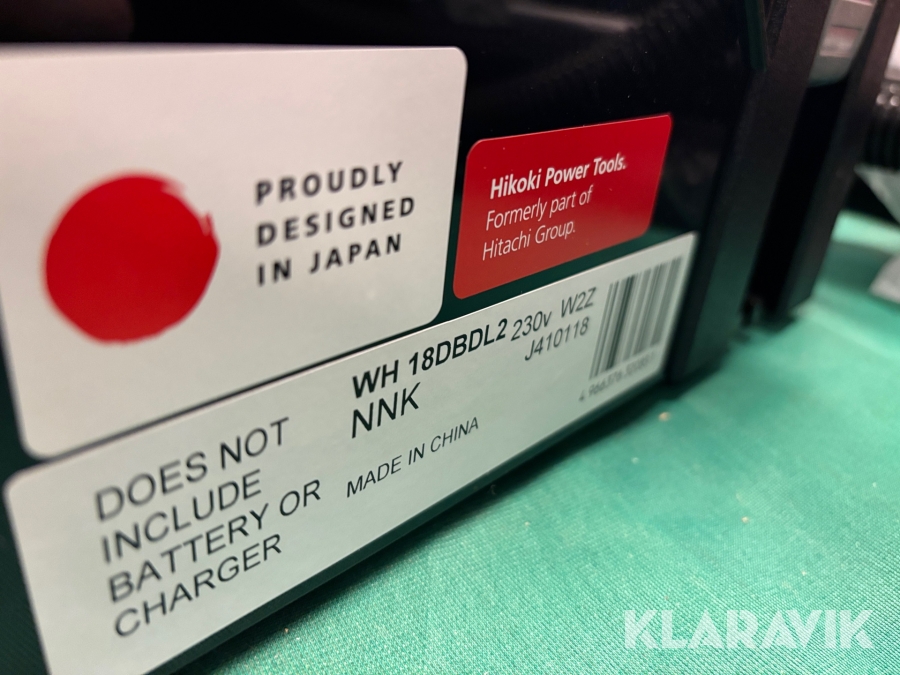 PROUDLY
DESIGNED
IN JAPAN
Hikoki Power Tools.
Formerly part of
Hitachi Group.
WH 18DBDL2 230v W2Z
NNK
J410118
DOES NOT
INCLUDE
BATTERY OR
CHARGER
MADE IN CHINA
KLARAVIK